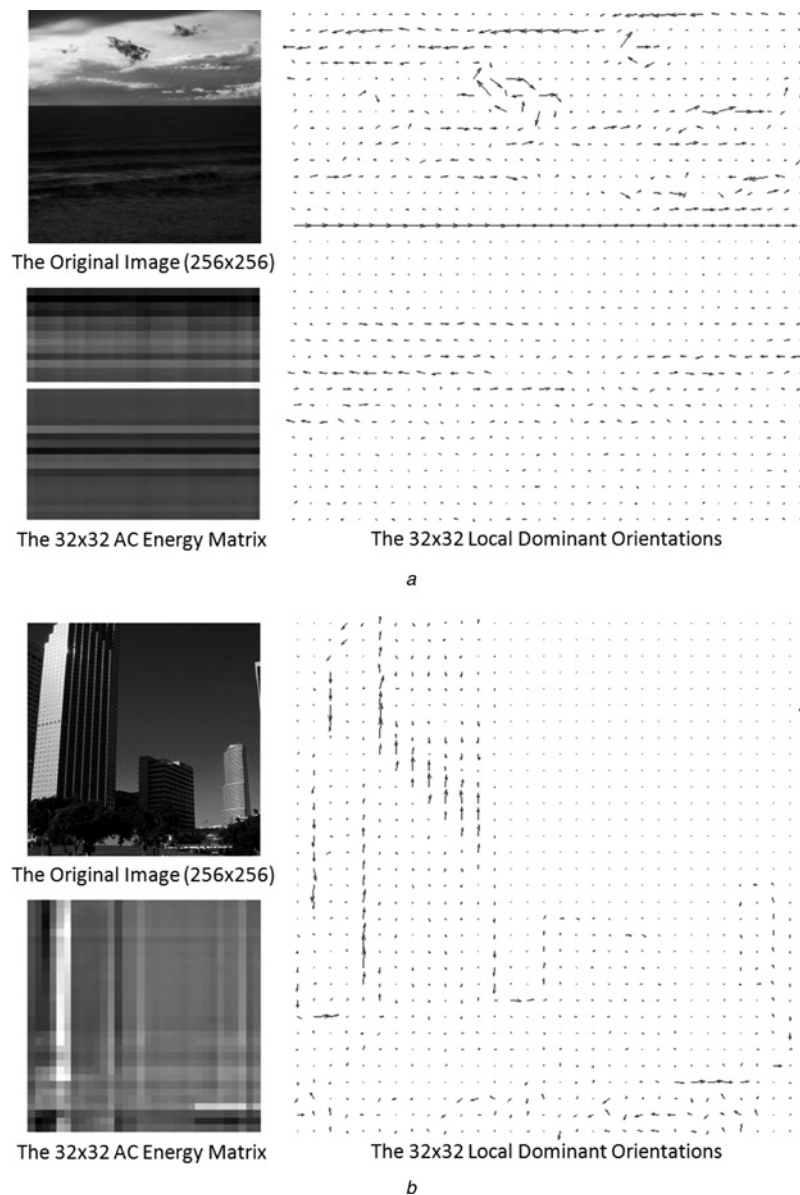 The Original Image (256x256)
The 32x32 AC Energy Matrix
The 32x32 Local Dominant Orientations
a
The Original Image (256x256)
The 32x32 AC Energy Matrix
The 32x32 Local Dominant Orientations
b